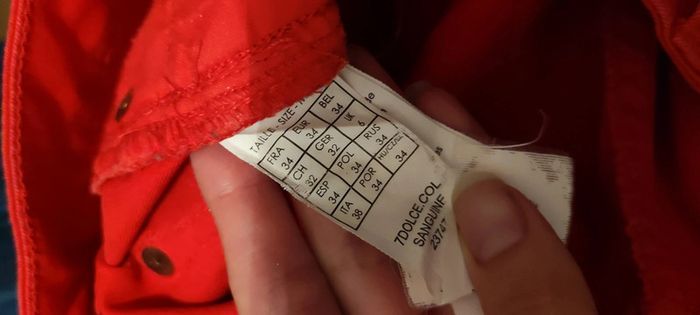 TAILLE - SIZE -
FRA EUR BEL
34 34 34
CH GER UK
32 32 6
ESP POL RUS
34 34 34
ITA POR
38 34 34
7DOLCE.COL
SANGUINE